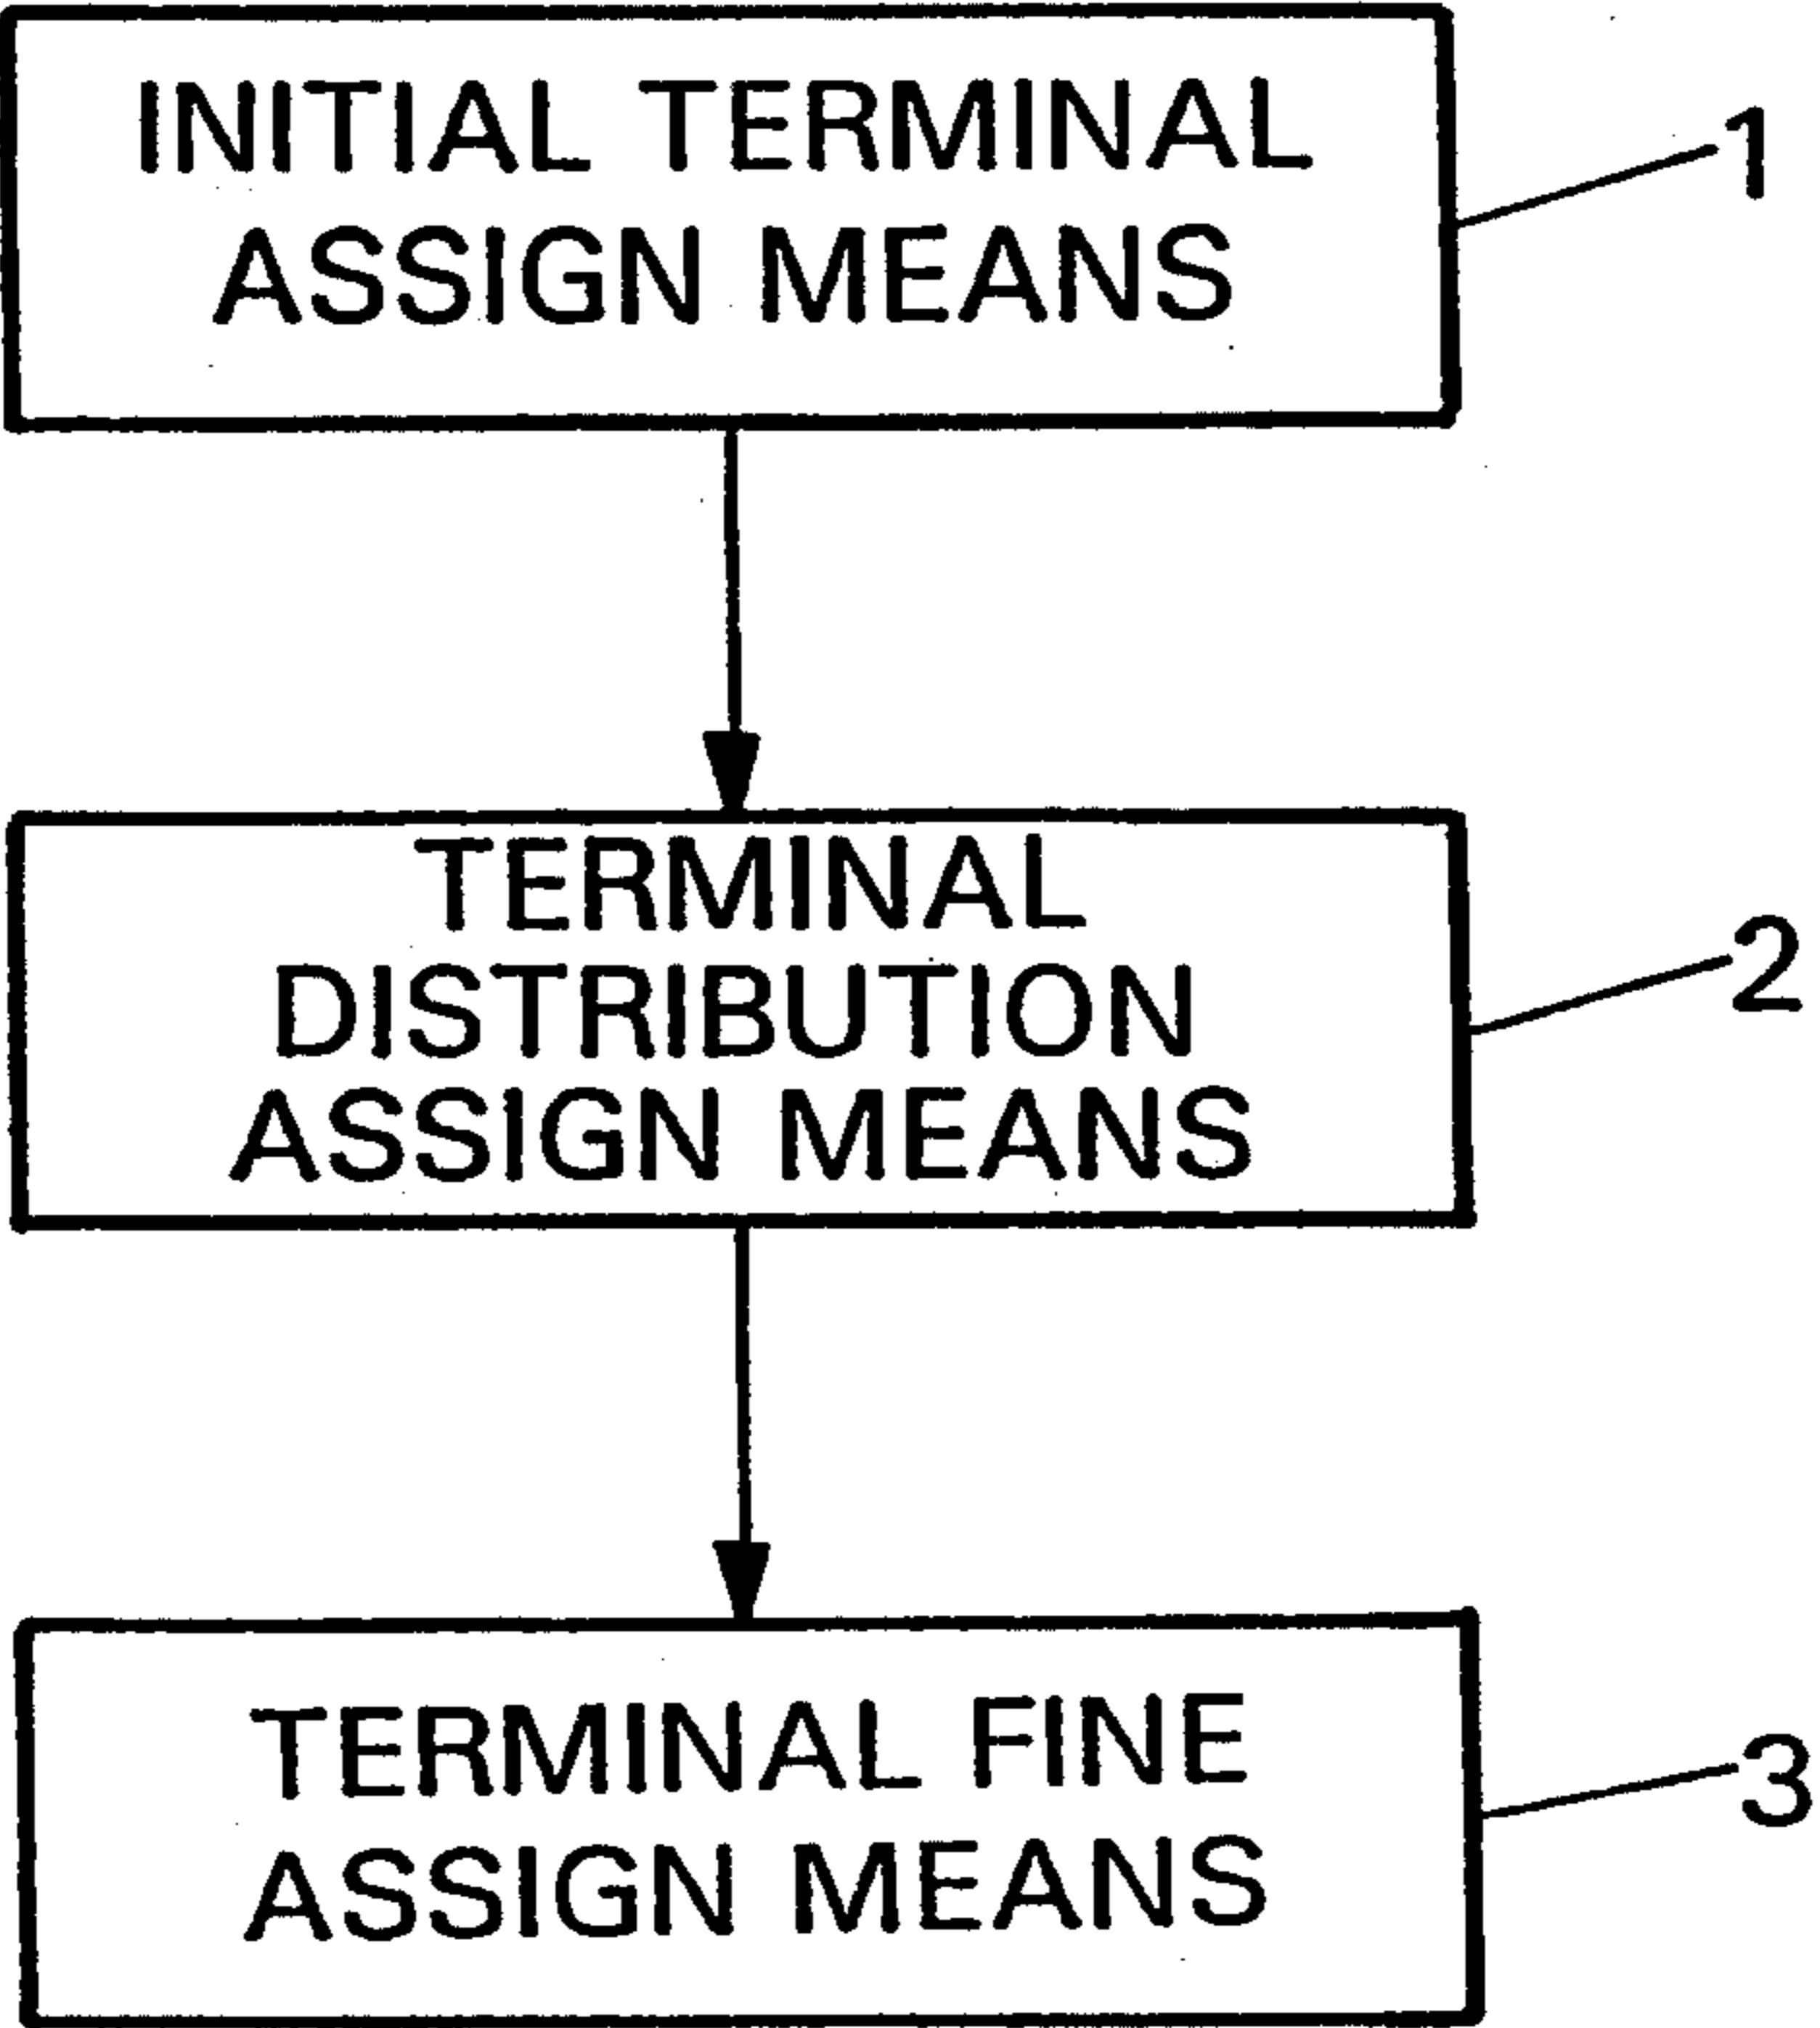 INITIAL TERMINAL
ASSIGN MEANS
1
TERMINAL
DISTRIBUTION
ASSIGN MEANS
2
TERMINAL FINE
ASSIGN MEANS
3